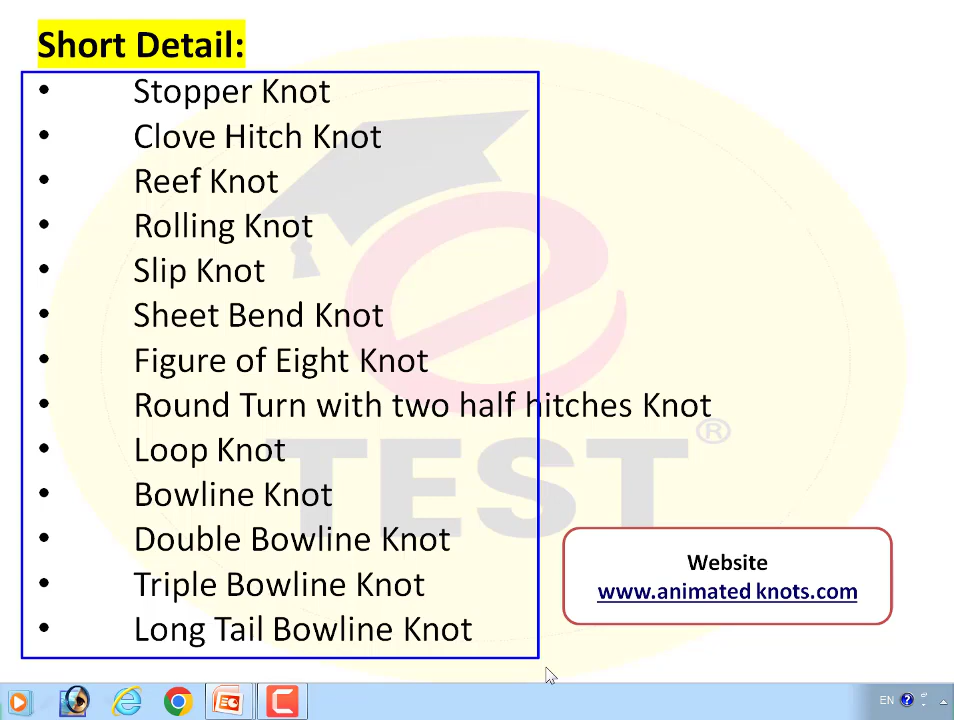 Short Detail:
• Stopper Knot
• Clove Hitch Knot
• Reef Knot
• Rolling Knot
• Slip Knot
• Sheet Bend Knot
• Figure of Eight Knot
• Round Turn with two half hitches Knot
• Loop Knot
• Bowline Knot
• Double Bowline Knot
• Triple Bowline Knot
• Long Tail Bowline Knot
e
TEST®
Website
www.animated knots.com
EN